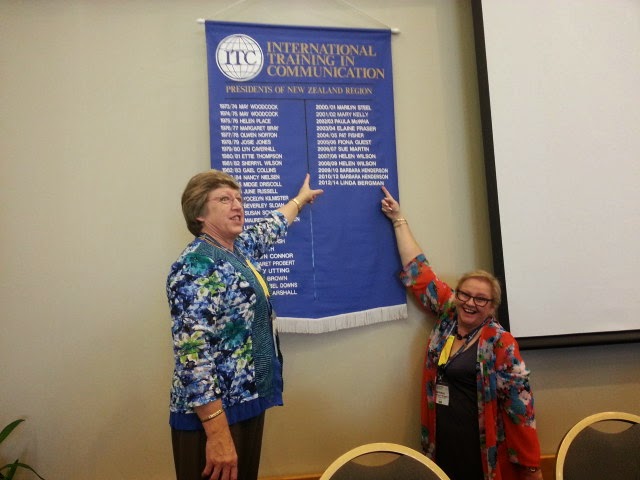 ITC
INTERNATIONAL
TRAINING IN
COMMUNICATION
PRESIDENTS OF NEW ZEALAND REGION
1973/74 MAY WOODCOCK
1974/75 MAY WOODCOCK
1975/76 HELEN PLACE
1976/77 MARGARET BRAY
1977/78 OLWEN NORTON
1978/79 JOSIE JONES
1979/80 LYN CAVERHILL
1980/81 ETTE THOMPSON
1981/82 SHERRYL WILSON
1982/83 GAEL COLLINS
NANCY NIELSEN
MIDGE DRISCOLL
JUNE RUSSELL
JOCELYN KILMISTER
BEVERLEY SLOAN
SUSAN
CONNOR
PROBERT
UTTING
DOWNS
2000/01 MARILYN STEEL
2001/02 MARY KELLY
2002/03 PAULA McWHA
2003/04 ELAINE FRASER
2004/05 PAT FISHER
2005/06 FIONA GUEST
2006/07 SUE MARTIN
2007/08 HELEN WILSON
2008/09 HELEN WILSON
2009/10 BARBARA HENDERSON
2010/12 BARBARA HENDERSON
2012/14 LINDA BERGMAN